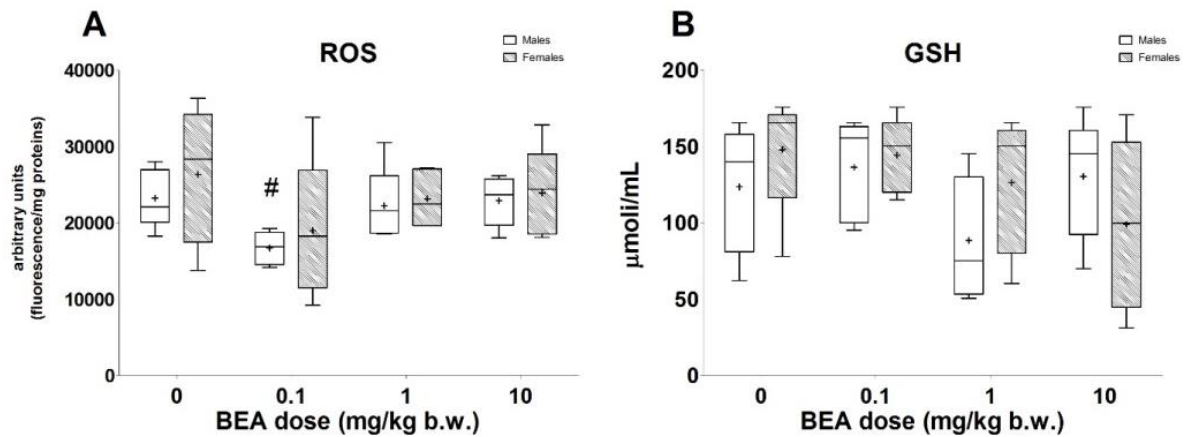 A
ROS
Males
Females
40000
30000
20000
10000
0
arbitrary units
(fluorescence/mg proteins)
#
0 0.1 1 10
BEA dose (mg/kg b.w.)
B
GSH
Males
Females
200
150
100
50
0
μmoli/mL
0 0.1 1 10
BEA dose (mg/kg b.w.)